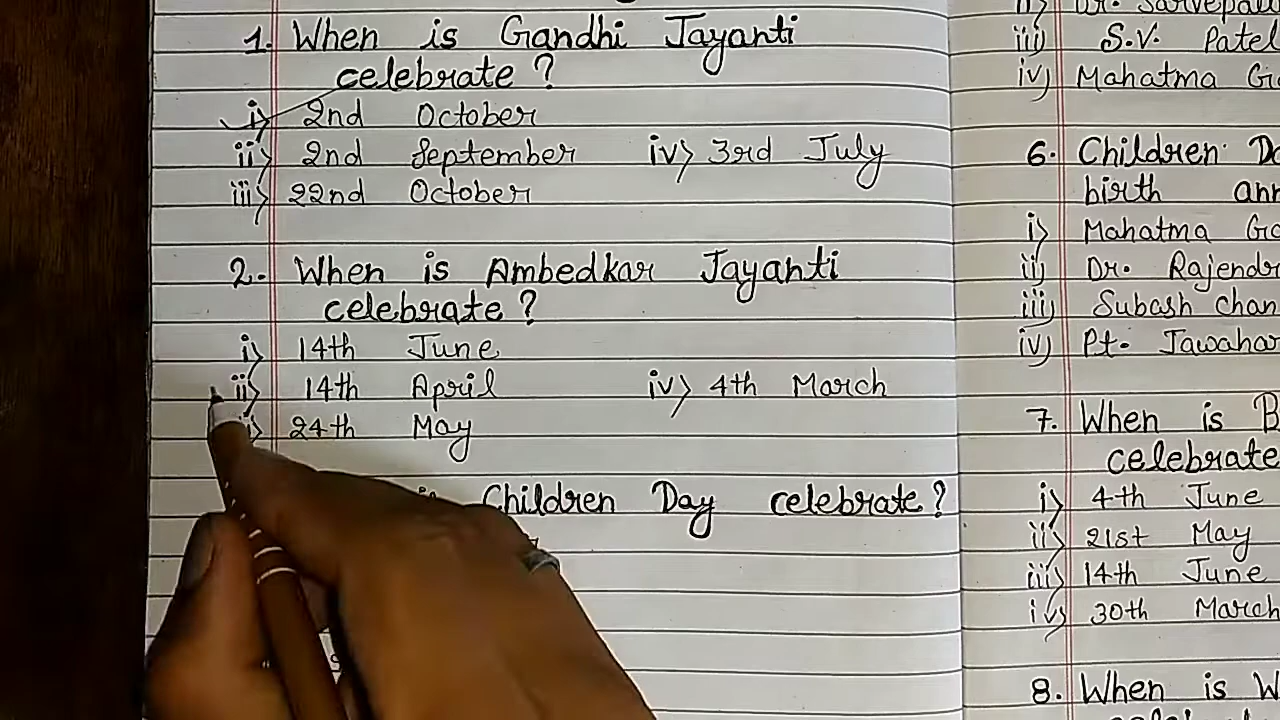 1. When is Gandhi Jayanti
celebrate ?
i) 2nd October
ii) 2nd September iv) 3rd July
iii) 22nd October
2. When is Ambedkar Jayanti
celebrate ?
i) 14th June
ii) 14th April iv) 4th March
24th May
is Children Day celebrate ?
iii) S.V. Patel
iv) Mahatma
6. Children
birth
i) Mahatma
ii) Dr.
iii) Subash
iv) Pt.
7. When is
celebrate
i) 4th June
ii) 21st May
iii) 14th June
iv) 30th March
8. When is